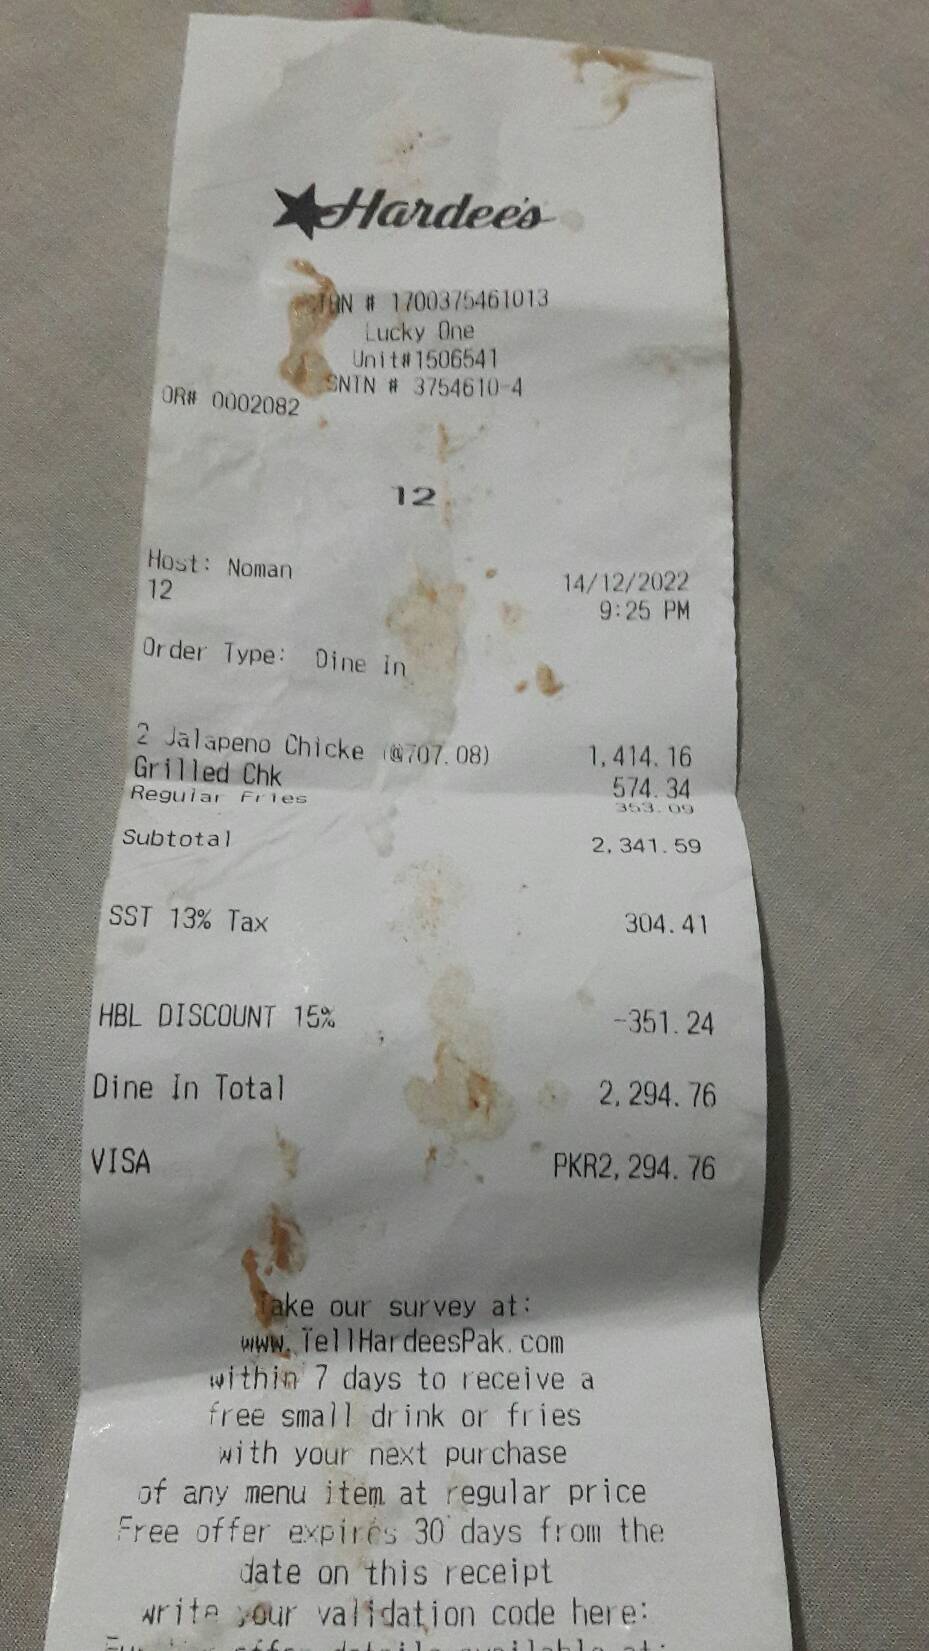 Hardee's
# 1700375461013
Lucky One
Unit#1506541
SNTN # 3754610-4
OR# 0002082
12
Host: Noman
12
14/12/2022
9:25 PM
Order Type: Dine in
2 Jalapeno Chicke (@707.08) 1,414.16
Grilled Chk 574.34
Regular Fries 353.09
Subtotal 2,341.59
SST 13% Tax 304.41
HBL DISCOUNT 15% -351.24
Dine In Total 2,294.76
VISA PKR2,294.76
Take our survey at:
www.TellHardeesPak.com
within 7 days to receive a
free small drink or fries
with your next purchase
of any menu item at regular price
Free offer expires 30 days from the
date on this receipt
write your validation code here: